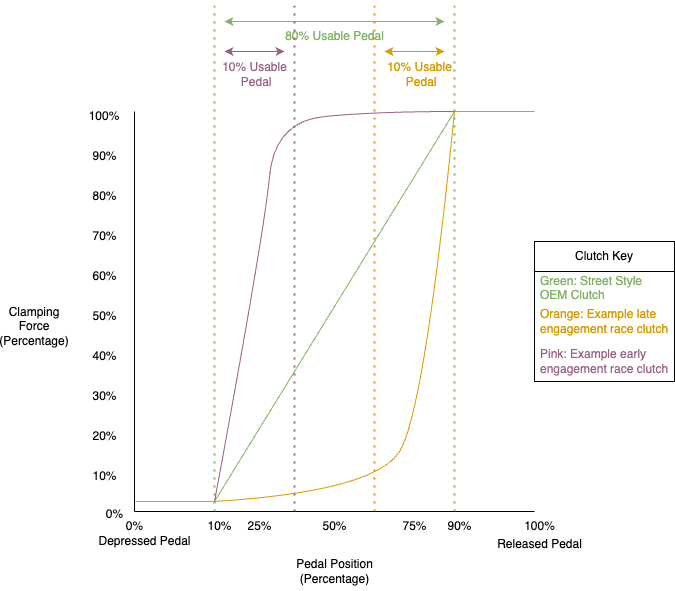 80% Usable Pedal
10% Usable
Pedal
10% Usable
Pedal
100%
90%
80%
70%
60%
50%
40%
30%
20%
10%
0%
Clamping
Force
(Percentage)
Clutch Key
Green: Street Style
OEM Clutch
Orange: Example late
engagement race clutch
Pink: Example early
engagement race clutch
0%
10%
25%
50%
75%
90%
100%
Depressed Pedal
Released Pedal
Pedal Position
(Percentage)